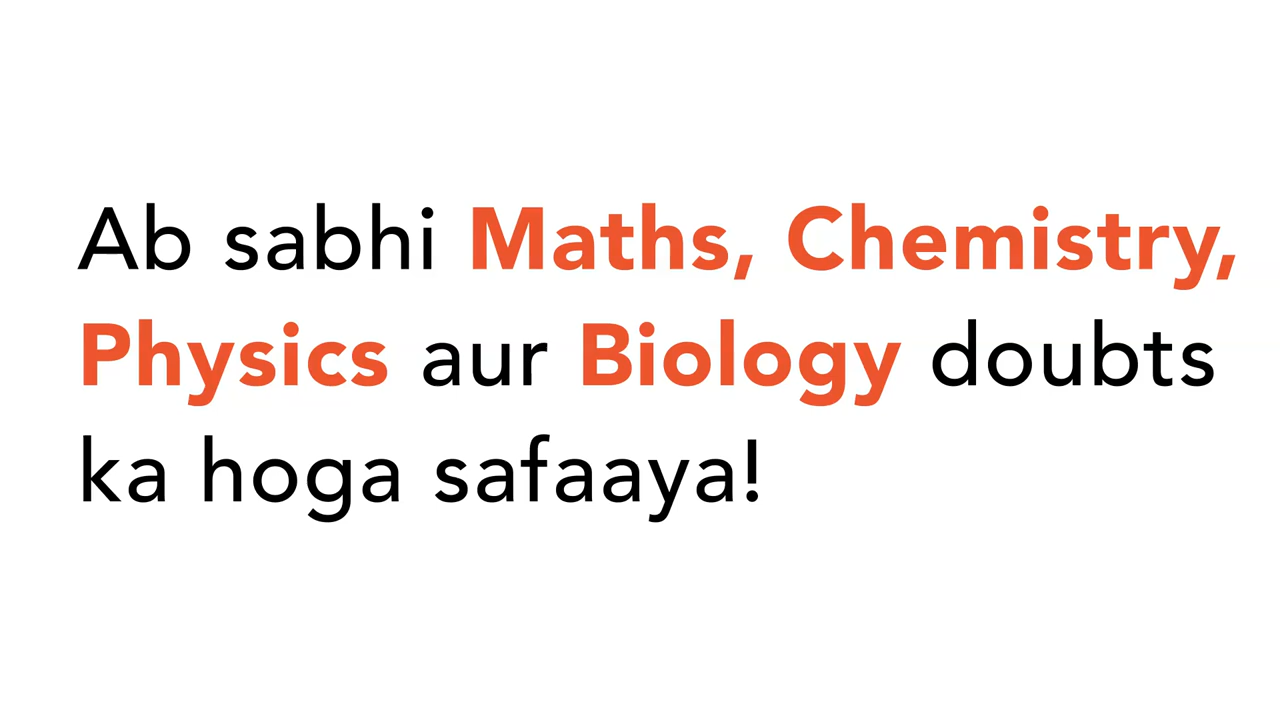 Ab sabhi Maths, Chemistry,
Physics aur Biology doubts
ka hoga safaaya!